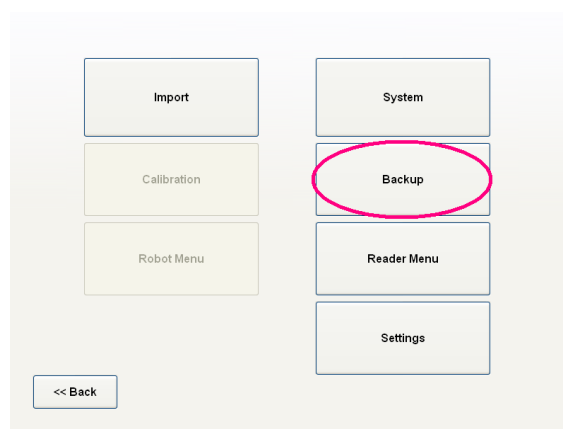 Import
System
Calibration
Backup
Robot Menu
Reader Menu
Settings
<< Back